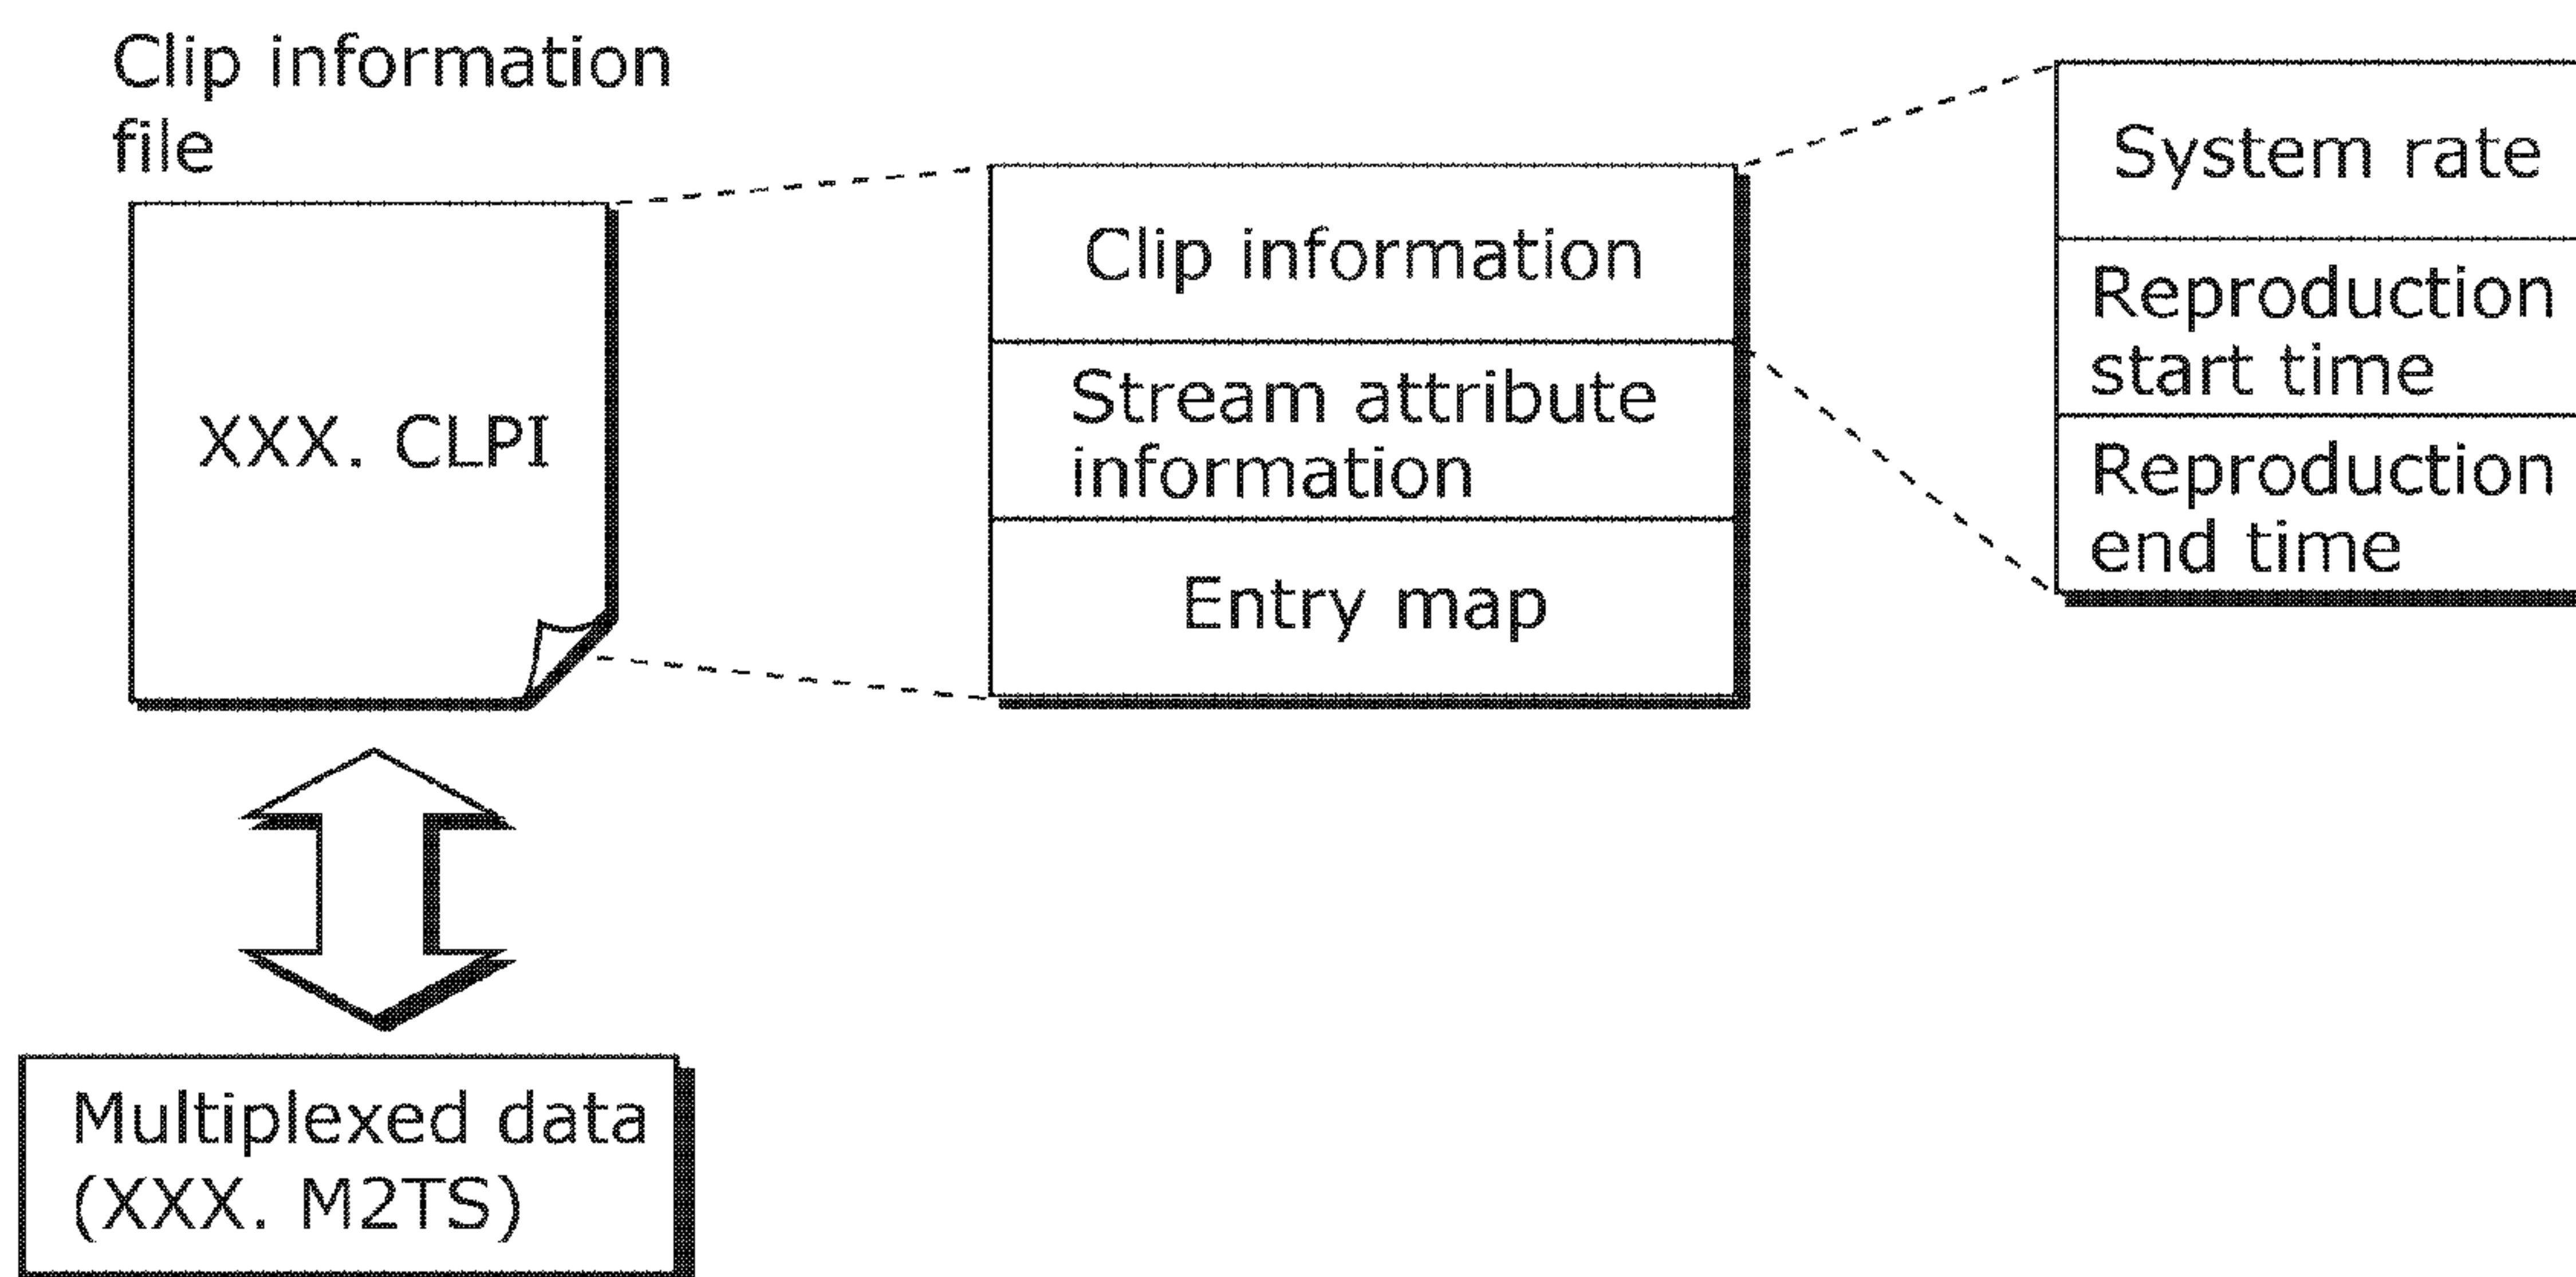 Clip information
file
XXX. CLPI
Clip information
Stream attribute
information
Entry map
System rate
Reproduction
start time
Reproduction
end time
Multiplexed data
(XXX. M2TS)